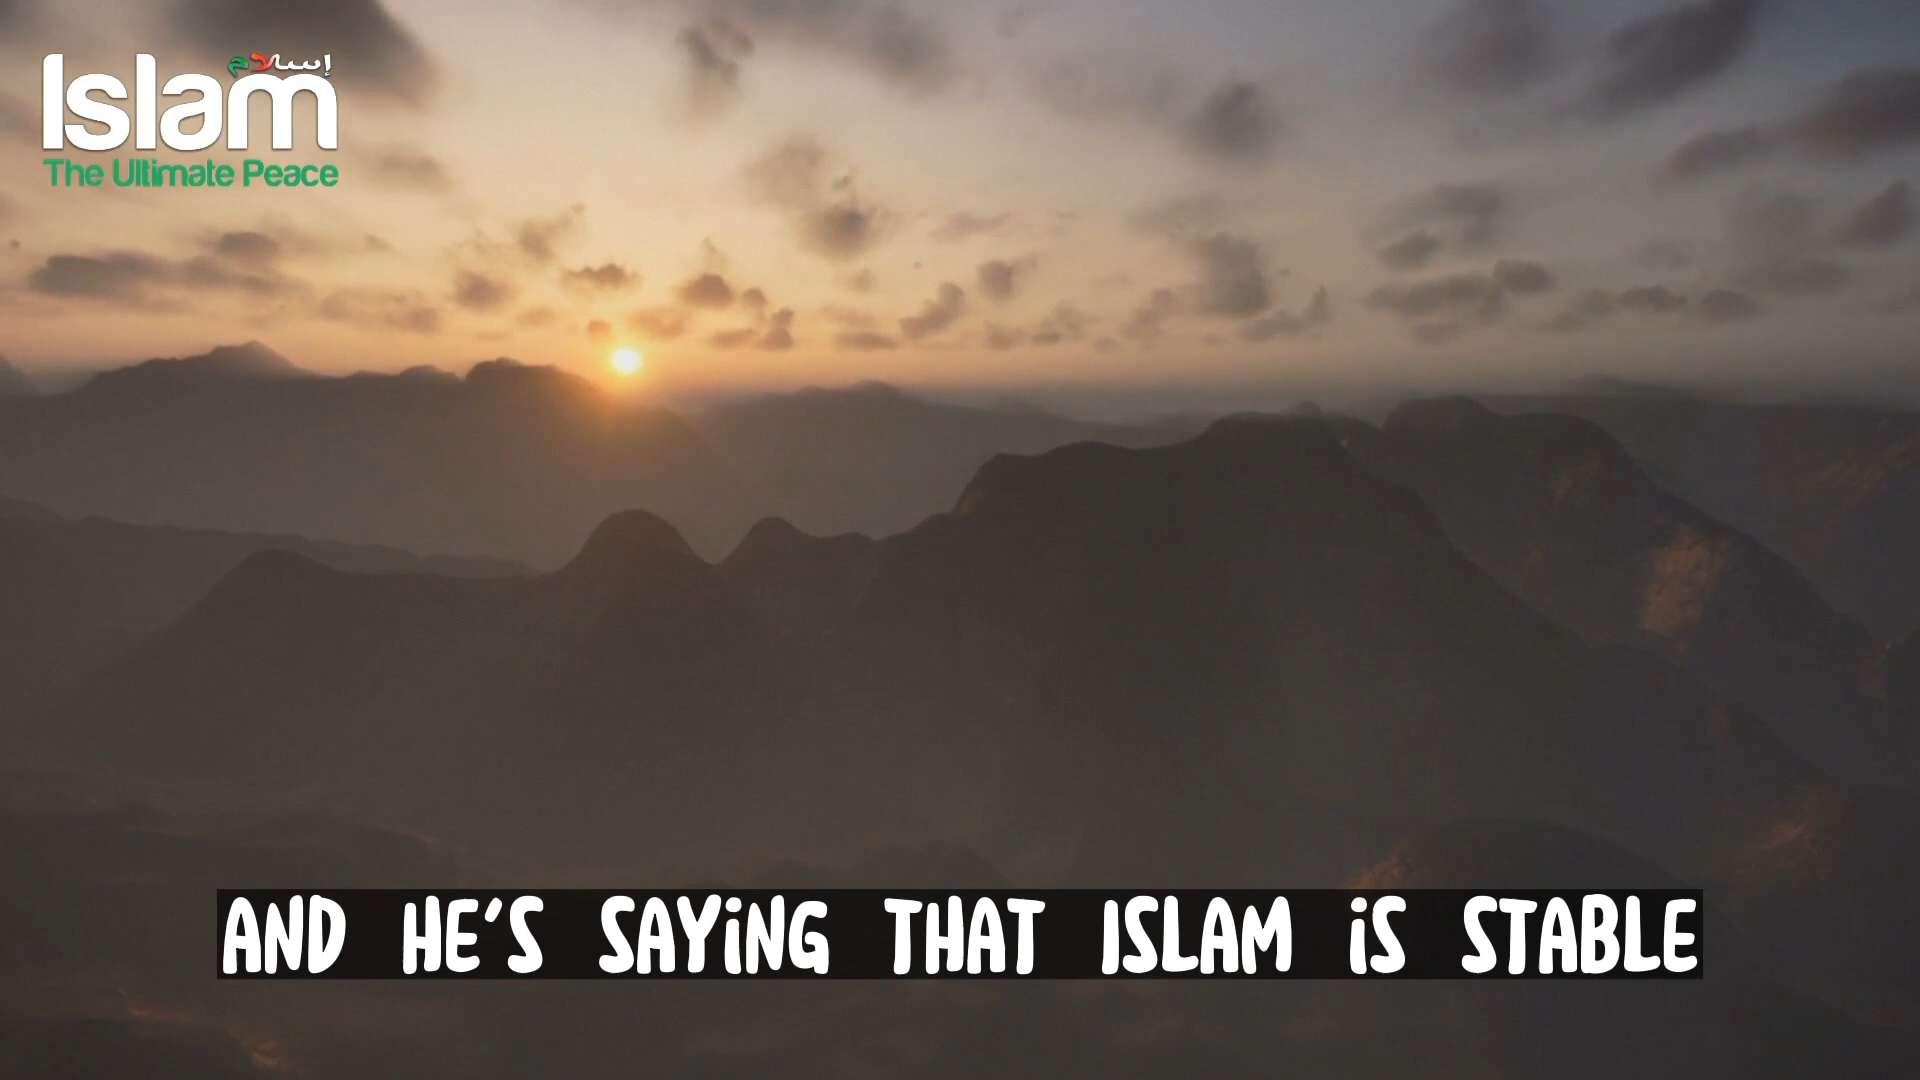 إسلام
Islam
The Ultimate Peace
AND HE'S SAYING THAT ISLAM IS STABLE